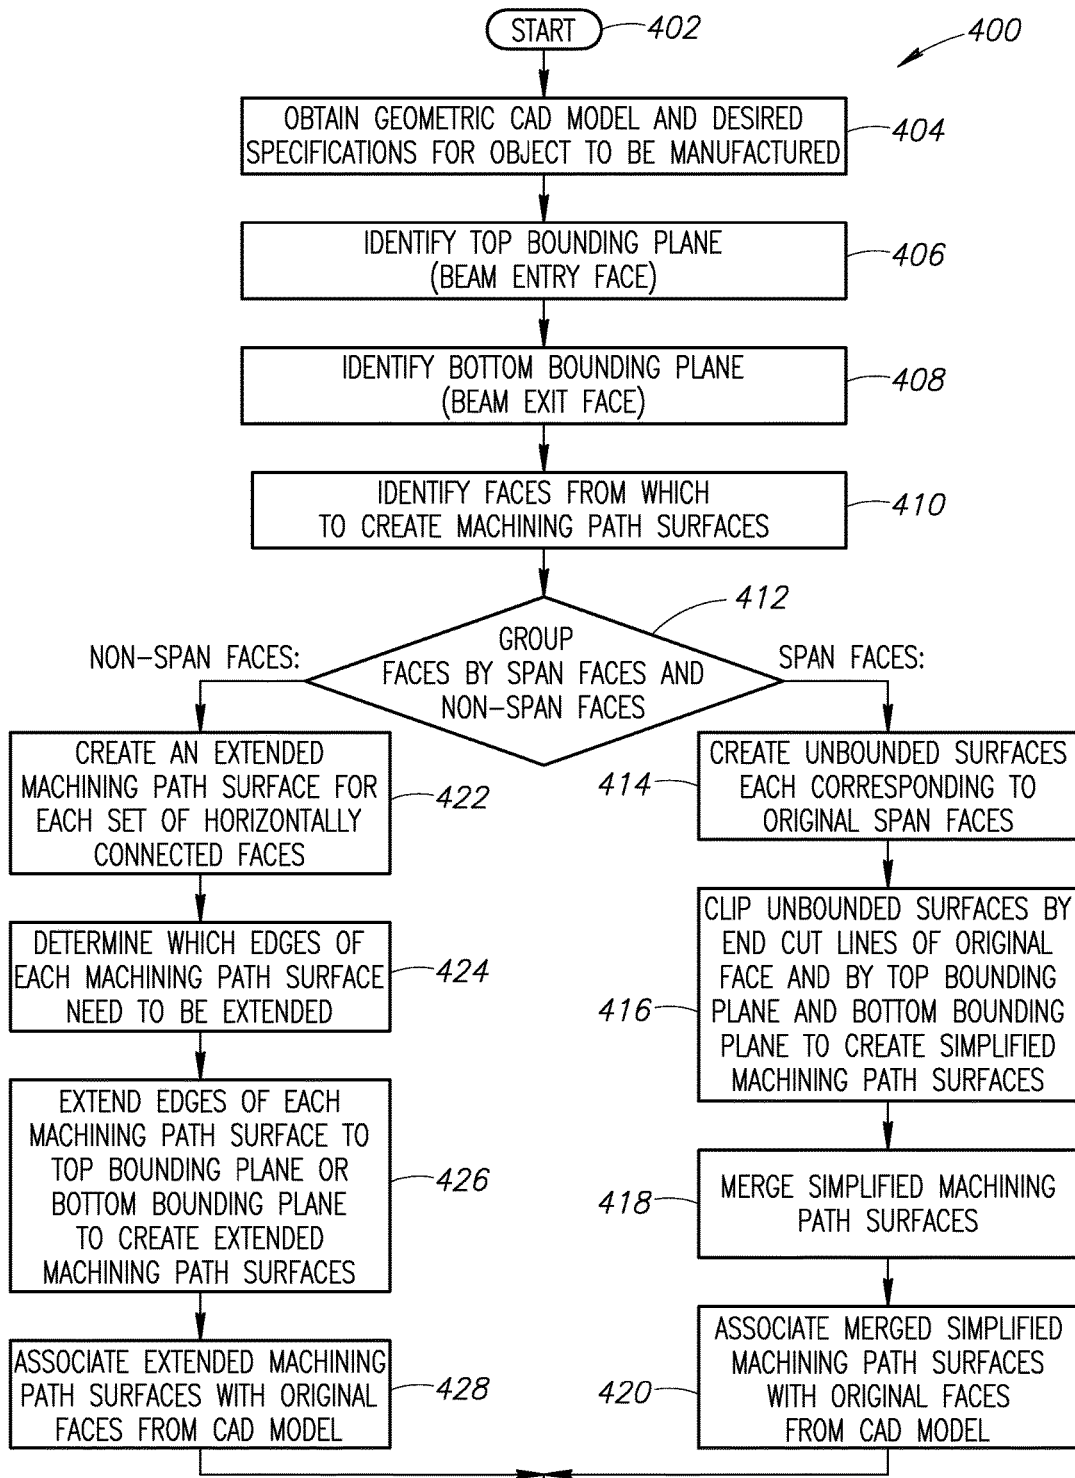 START
402
400
OBTAIN GEOMETRIC CAD MODEL AND DESIRED
SPECIFICATIONS FOR OBJECT TO BE MANUFACTURED
404
IDENTIFY TOP BOUNDING PLANE
(BEAM ENTRY FACE)
406
IDENTIFY BOTTOM BOUNDING PLANE
(BEAM EXIT FACE)
408
IDENTIFY FACES FROM WHICH
TO CREATE MACHINING PATH SURFACES
410
412
GROUP
FACES BY SPAN FACES AND
NON-SPAN FACES
NON-SPAN FACES:
SPAN FACES:
CREATE AN EXTENDED
MACHINING PATH SURFACE FOR
EACH SET OF HORIZONTALLY
CONNECTED FACES
422
DETERMINE WHICH EDGES OF
EACH MACHINING PATH SURFACE
NEED TO BE EXTENDED
424
EXTEND EDGES OF EACH
MACHINING PATH SURFACE TO
TOP BOUNDING PLANE OR
BOTTOM BOUNDING PLANE
TO CREATE EXTENDED
MACHINING PATH SURFACES
426
ASSOCIATE EXTENDED MACHINING
PATH SURFACES WITH ORIGINAL
FACES FROM CAD MODEL
428
CREATE UNBOUNDED SURFACES
EACH CORRESPONDING TO
ORIGINAL SPAN FACES
414
CLIP UNBOUNDED SURFACES BY
END CUT LINES OF ORIGINAL
FACE AND BY TOP BOUNDING
PLANE AND BOTTOM BOUNDING
PLANE TO CREATE SIMPLIFIED
MACHINING PATH SURFACES
416
MERGE SIMPLIFIED MACHINING
PATH SURFACES
418
ASSOCIATE MERGED SIMPLIFIED
MACHINING PATH SURFACES
WITH ORIGINAL FACES
FROM CAD MODEL
420